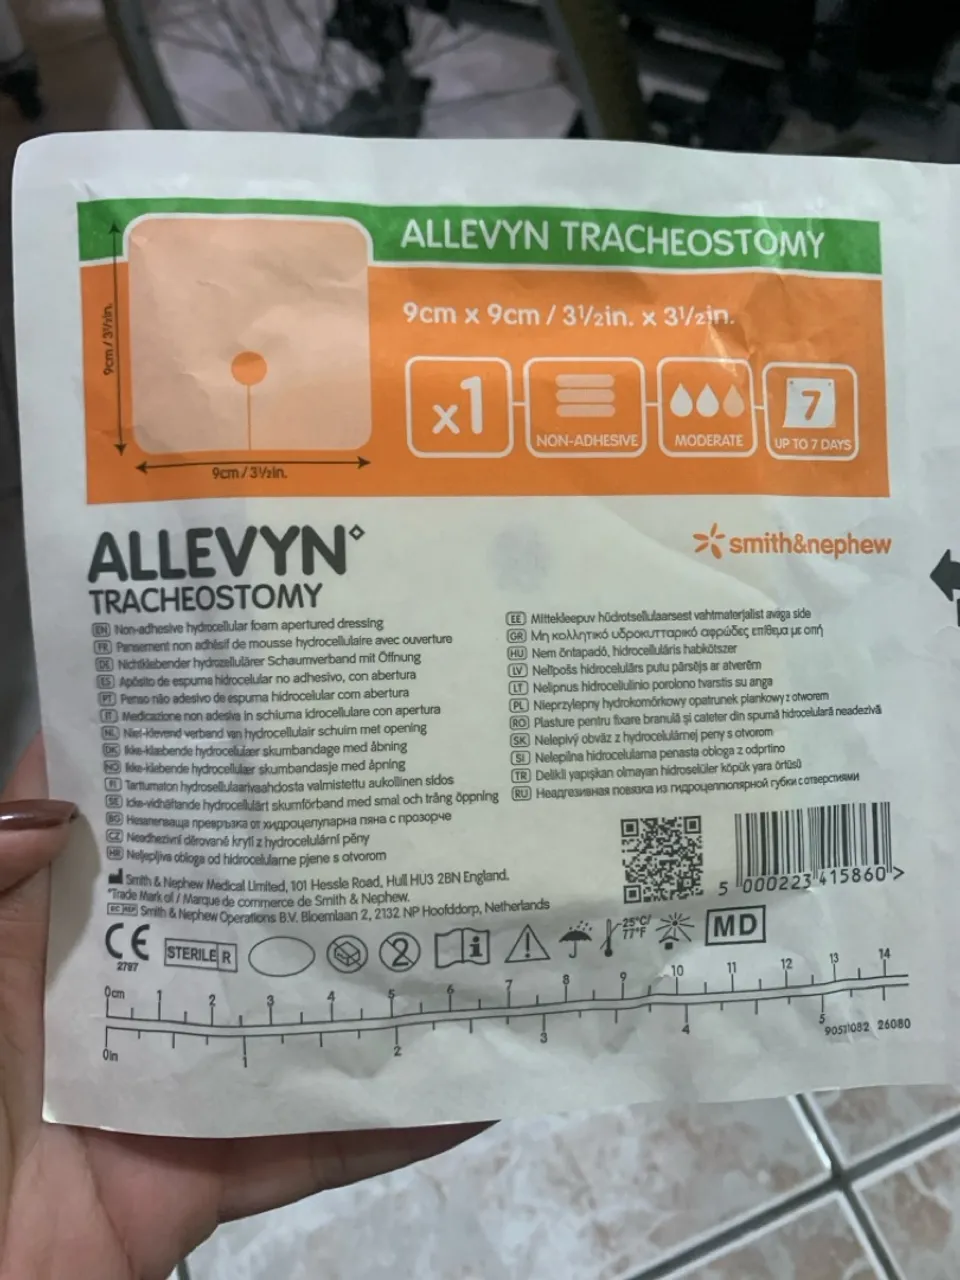 ALLEVYN TRACHEOSTOMY
9cm x 9cm / 3½in. x 3½in.
9cm / 3½in.
9cm / 3½in.
x1
NON-ADHESIVE
MODERATE
7
UP TO 7 DAYS
ALLEVYN◇
TRACHEOSTOMY
smith&nephew
EN Non-adhesive hydrocellular foam apertured dressing
FR Pansement non adhésif de mousse hydrocellulaire avec ouverture
DE Nichtklebender hydrozellulärer Schaumverband mit Öffnung
ES Apósito de espuma hidrocelular no adhesivo, con abertura
PT Penso não adesivo de espuma hidrocelular com abertura
IT Medicazione non adesiva in schiuma idrocellulare con apertura
NL Niet-klevend verband van hydrocellulair schuim met opening
DK Ikke-klæbende hydrocellulær skumbandage med åbning
NO Ikke-klebende hydrocellulær skumbandasje med åpning
FI Tarttumaton hydrosellulaarivaahdosta valmistettu aukollinen sidos
SE Icke-vidhäftande hydrocellulärt skumförband med smal och trång öppning
BG Незалепваща превръзка от хидроцелуларна пяна с прозорче
CZ Neadhezivní děrované krytí z hydrocelulární pěny
HR Neljepljiva obloga od hidrocelularne pjene s otvorom
EE Mittekleepuv hüdrotsellulaarsest vahtmaterjalist avaga side
GR Μη κολλητικό υδροκυτταρικό αφρώδες επίθεμα με οπή
HU Nem öntapadó, hidrocelluláris habkötszer
LV Nelīpošs hidrocelulārs putu pārsējs ar atverēm
LT Nelipnus hidroceliulinio porolono tvarstis su anga
PL Nieprzylepny hydrokomórkowy opatrunek piankowy z otworem
RO Plasture pentru fixare branulă şi cateter din spumă hidrocelulară neadezivă
SK Nelepivý obväz z hydrocelulárnej peny s otvorom
SI Nelepilna hidrocelularna penasta obloga z odprtino
TR Delikli yapışkan olmayan hidroselüler köpük yara örtüsü
RU Неадгезивная повязка из гидроцеллюлярной губки с отверстиями
Smith & Nephew Medical Limited, 101 Hessle Road, Hull HU3 2BN England.
◇Trade Mark of / Marque de commerce de Smith & Nephew.
EC REP Smith & Nephew Operations B.V. Bloemlaan 2, 2132 NP Hoofddorp, Netherlands
5 000223 415860 >
CE
2797
STERILE R
2
25°C/
77°F
MD
0cm 1 2 3 4 5 6 7 8 9 10 11 12 13 14
0in 1 2 3 4 5
90511082 26080